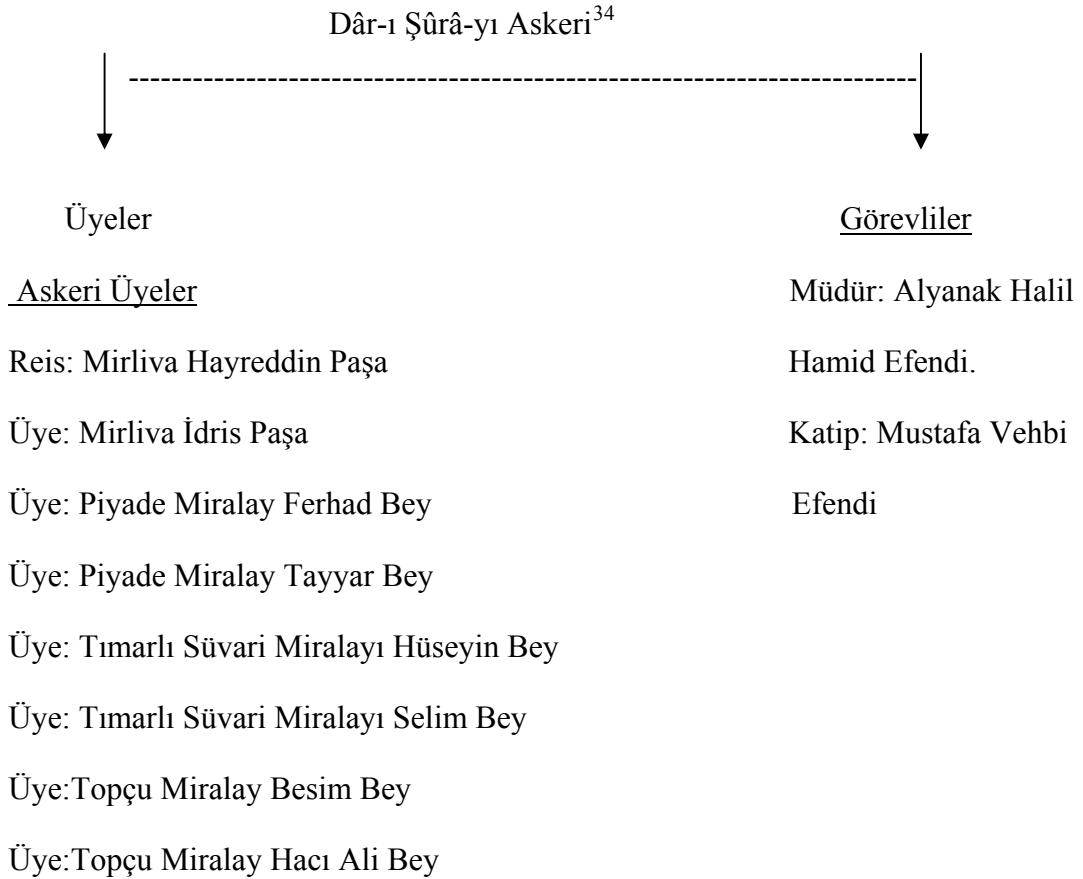 Dâr-ı Şûrâ-yı Askeri34
Üyeler
Askeri Üyeler
Reis: Mirliva Hayreddin Paşa
Üye: Mirliva İdris Paşa
Üye: Piyade Miralay Ferhad Bey
Üye: Piyade Miralay Tayyar Bey
Üye: Tımarlı Süvari Miralayı Hüseyin Bey
Üye: Tımarlı Süvari Miralayı Selim Bey
Üye:Topçu Miralay Besim Bey
Üye:Topçu Miralay Hacı Ali Bey
Görevliler
Müdür: Alyanak Halil
Hamid Efendi.
Katip: Mustafa Vehbi
Efendi